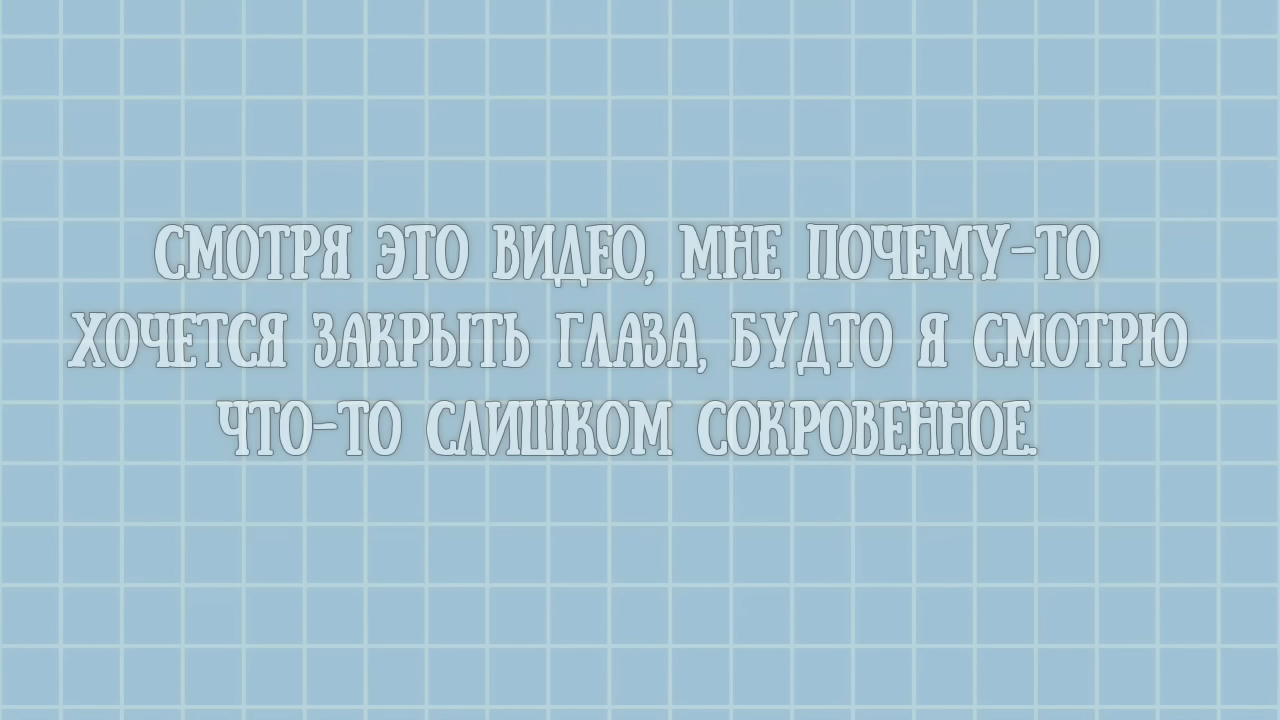 СМОТРЯ ЭТО ВИДЕО, МНЕ ПОЧЕМУ-ТО
ХОЧЕТСЯ ЗАКРЫТЬ ГЛАЗА, БУДТО Я СМОТРЮ
ЧТО-ТО СЛИШКОМ СОКРОВЕННОЕ.